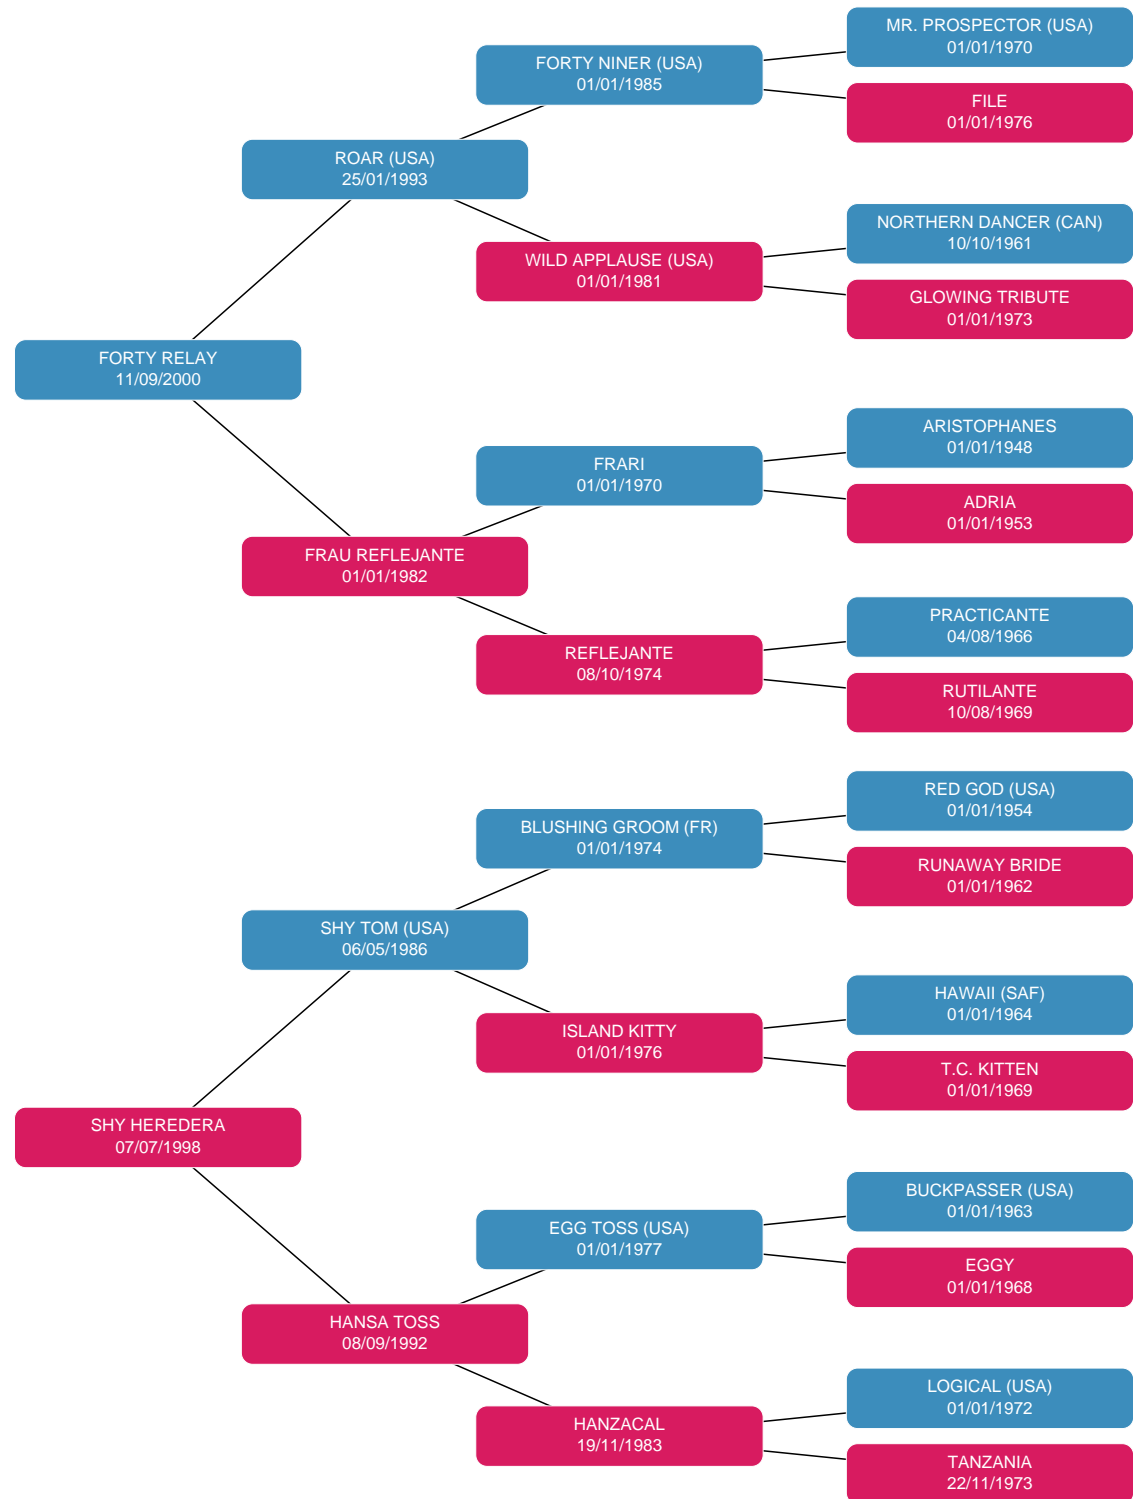 MR. PROSPECTOR (USA)
01/01/1970
FORTY NINER (USA)
01/01/1985
FILE
01/01/1976
ROAR (USA)
25/01/1993
NORTHERN DANCER (CAN)
10/10/1961
WILD APPLAUSE (USA)
01/01/1981
GLOWING TRIBUTE
01/01/1973
FORTY RELAY
11/09/2000
ARISTOPHANES
01/01/1948
FRARI
01/01/1970
ADRIA
01/01/1953
FRAU REFLEJANTE
01/01/1982
PRACTICANTE
04/08/1966
REFLEJANTE
08/10/1974
RUTILANTE
10/08/1969
RED GOD (USA)
01/01/1954
BLUSHING GROOM (FR)
01/01/1974
RUNAWAY BRIDE
01/01/1962
SHY TOM (USA)
06/05/1986
HAWAII (SAF)
01/01/1964
ISLAND KITTY
01/01/1976
T.C. KITTEN
01/01/1969
SHY HEREDERA
07/07/1998
BUCKPASSER (USA)
01/01/1963
EGG TOSS (USA)
01/01/1977
EGGY
01/01/1968
HANSA TOSS
08/09/1992
LOGICAL (USA)
01/01/1972
HANZACAL
19/11/1983
TANZANIA
22/11/1973